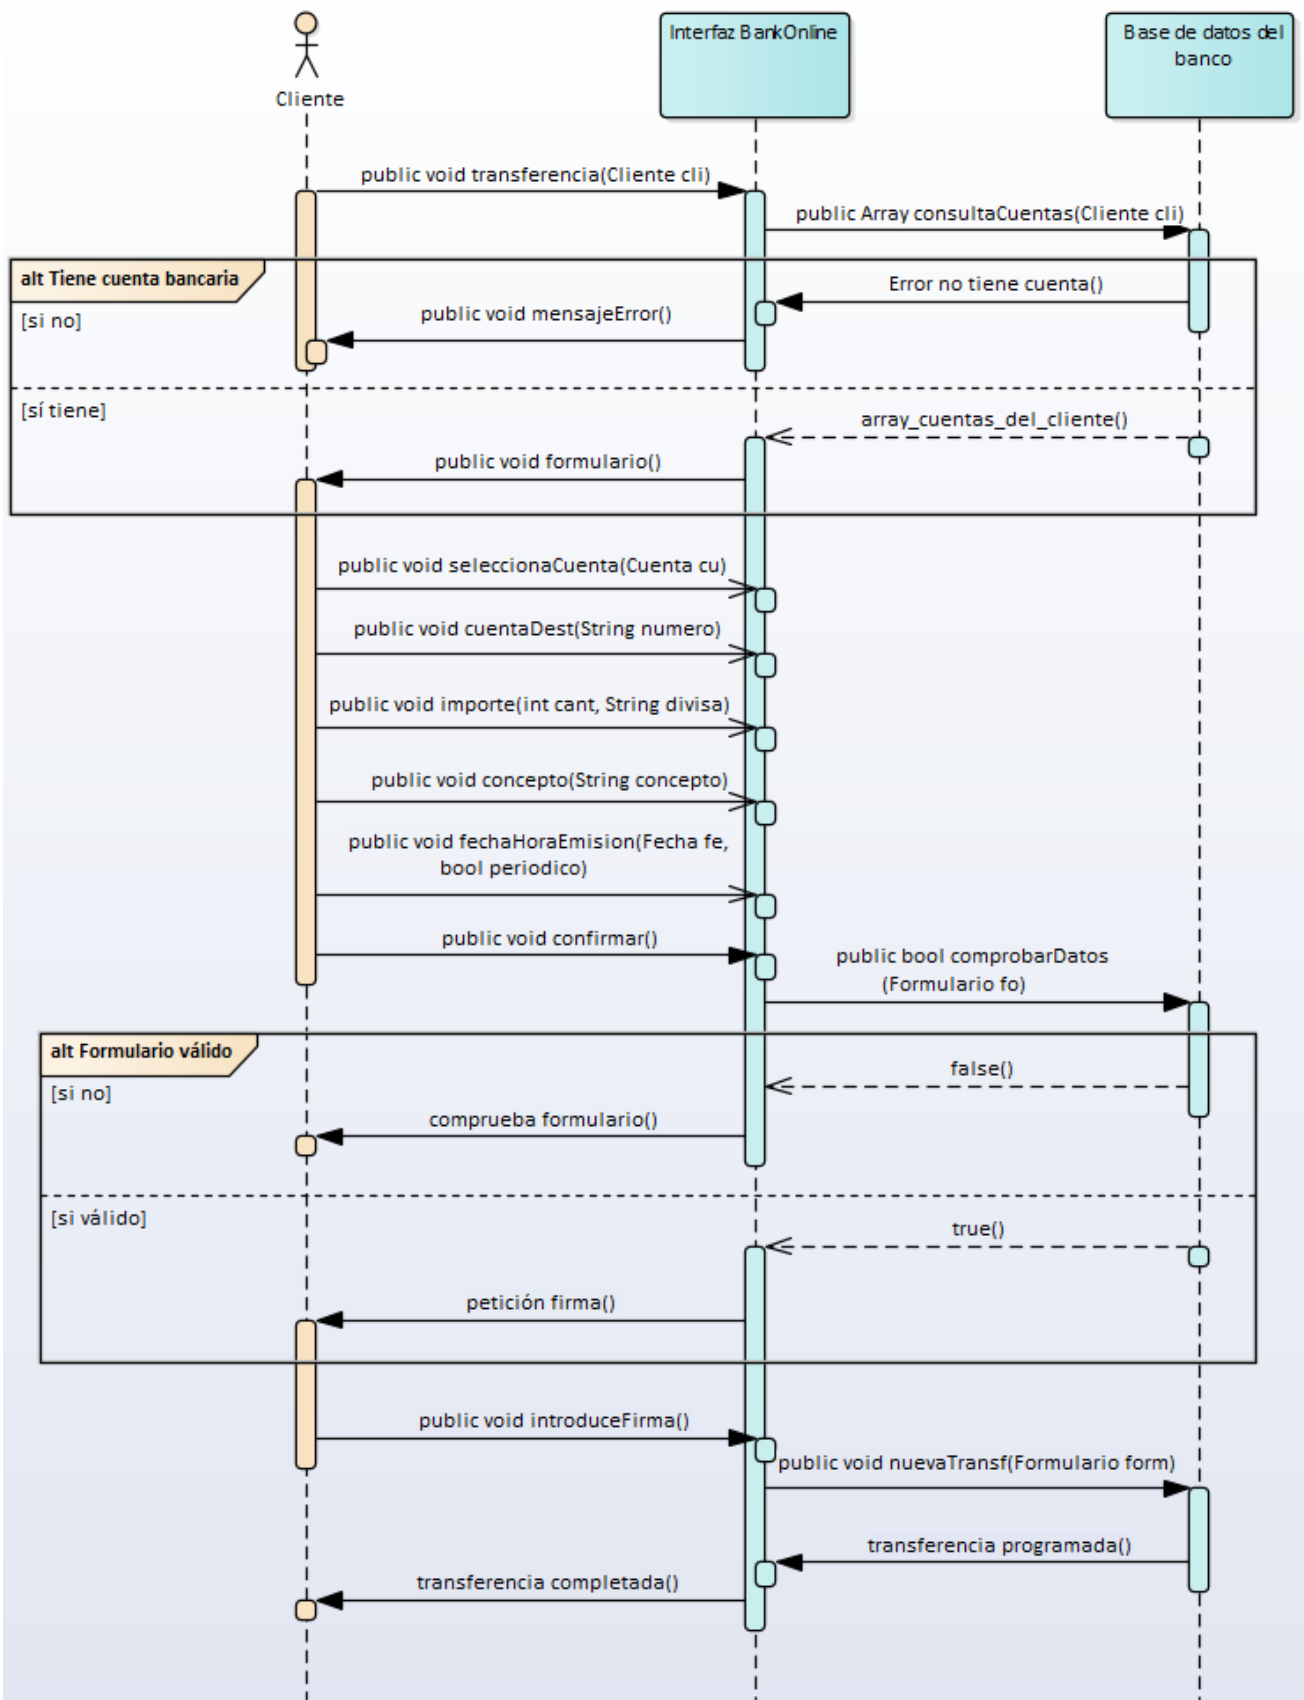 Cliente
Interfaz BankOnline
Base de datos del
banco
public void transferencia(Cliente cli)
public Array consultaCuentas(Cliente cli)
alt Tiene cuenta bancaria
Error no tiene cuenta()
[si no]
public void mensajeError()
[sí tiene]
array_cuentas_del_cliente()
public void formulario()
public void seleccionaCuenta(Cuenta cu)
public void cuentaDest(String numero)
public void importe(int cant, String divisa)
public void concepto(String concepto)
public void fechaHoraEmision(Fecha fe,
bool periodico)
public void confirmar()
public bool comprobarDatos
(Formulario fo)
alt Formulario válido
false()
[si no]
comprueba formulario()
[si válido]
true()
petición firma()
public void introduceFirma()
public void nuevaTransf(Formulario form)
transferencia programada()
transferencia completada()